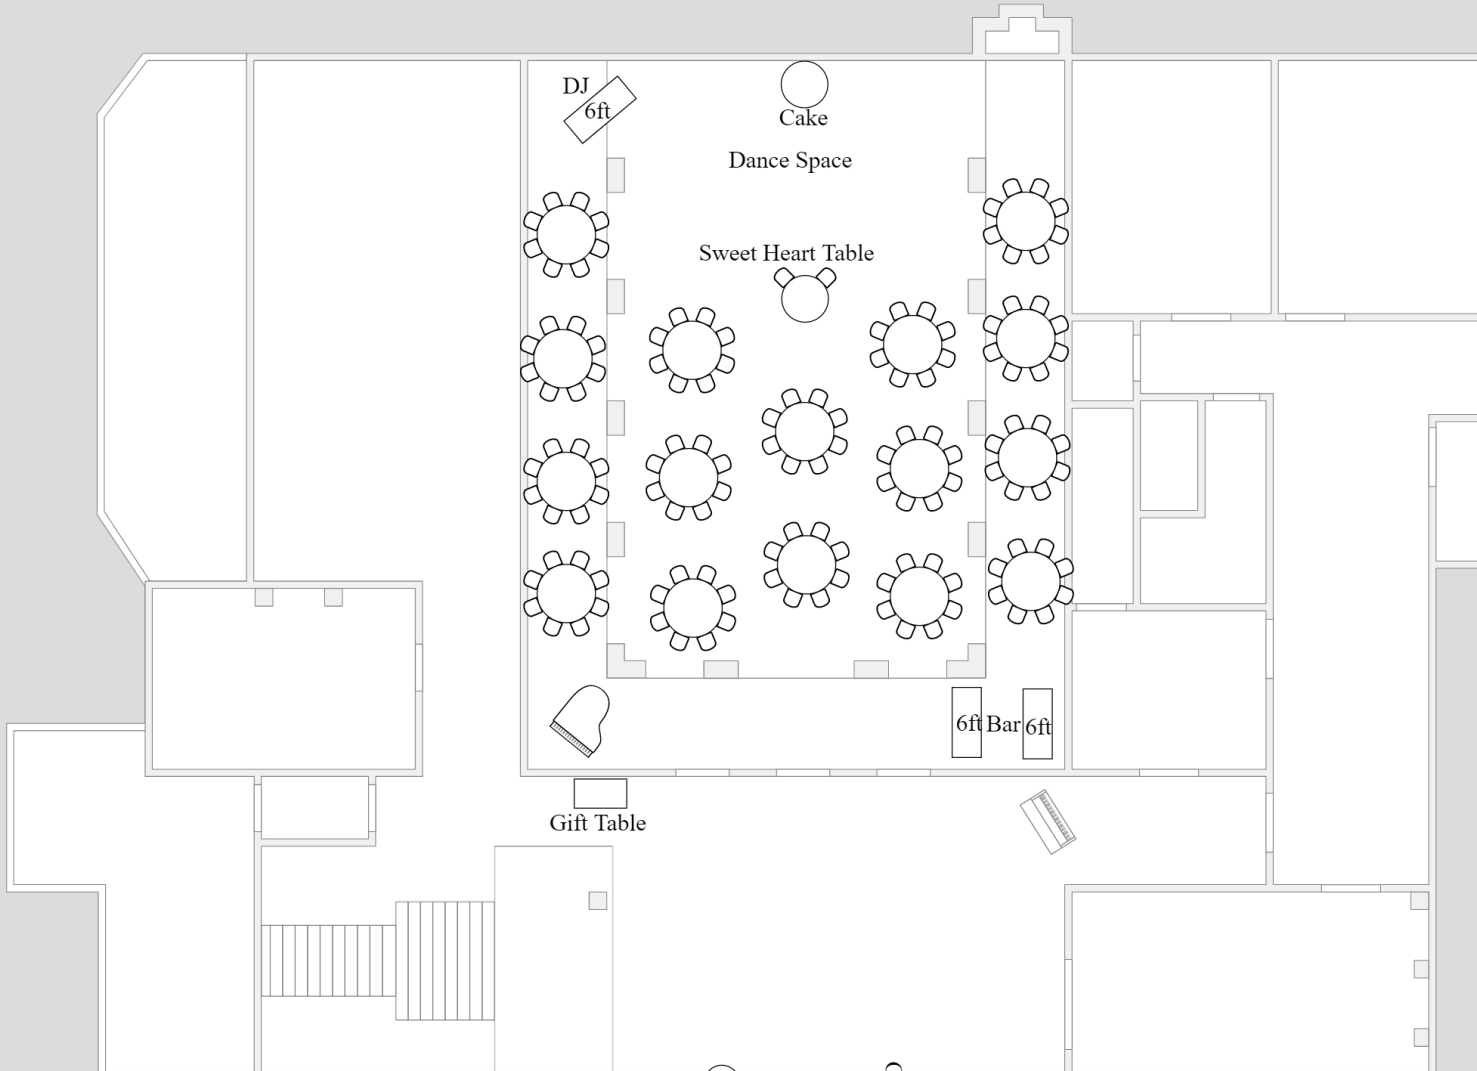 DJ
6ft
Cake
Dance Space
Sweet Heart Table
6ft Bar 6ft
Gift Table